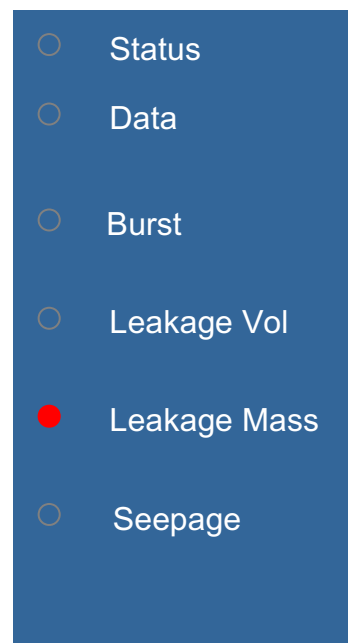 Status
Data
Burst
Leakage Vol
Leakage Mass
Seepage